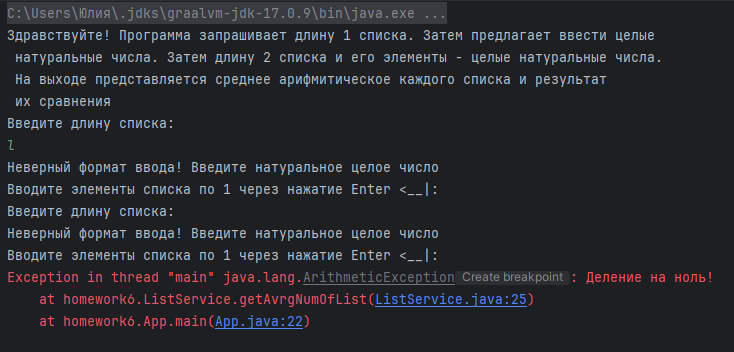 C:\Users\Юлия\.jdks\graalvm-jdk-17.0.9\bin\java.exe ...
Здравствуйте! Программа запрашивает длину 1 списка. Затем предлагает ввести целые
натуральные числа. Затем длину 2 списка и его элементы - целые натуральные числа.
На выходе представляется среднее арифмитическое каждого списка и результат
их сравнения
Введите длину списка:
l
Неверный формат ввода! Введите натуральное целое число
Вводите элементы списка по 1 через нажатие Enter <__|:
Введите длину списка:
Неверный формат ввода! Введите натуральное целое число
Вводите элементы списка по 1 через нажатие Enter <__|:
Exception in thread "main" java.lang.ArithmeticException Create breakpoint : Деление на ноль!
at homework6.ListService.getAvrgNumOfList(ListService.java:25)
at homework6.App.main(App.java:22)